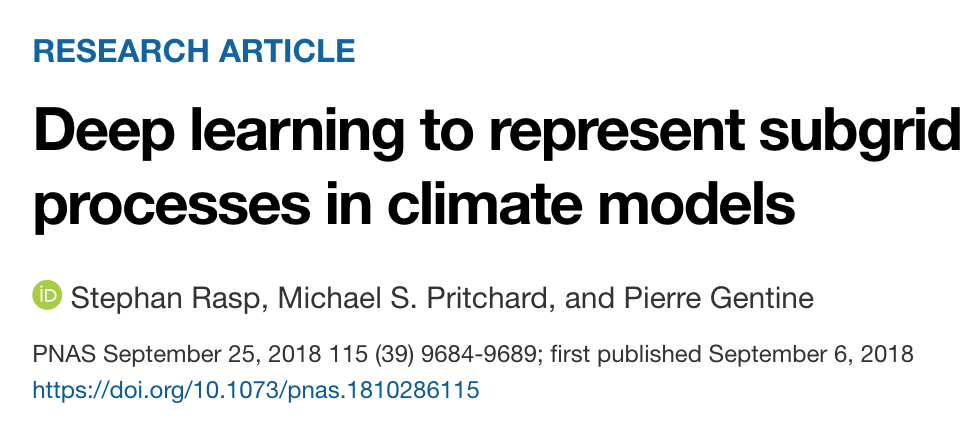 RESEARCH ARTICLE
Deep learning to represent subgrid
processes in climate models
iD Stephan Rasp, Michael S. Pritchard, and Pierre Gentine
PNAS September 25, 2018 115 (39) 9684-9689; first published September 6, 2018
https://doi.org/10.1073/pnas.1810286115